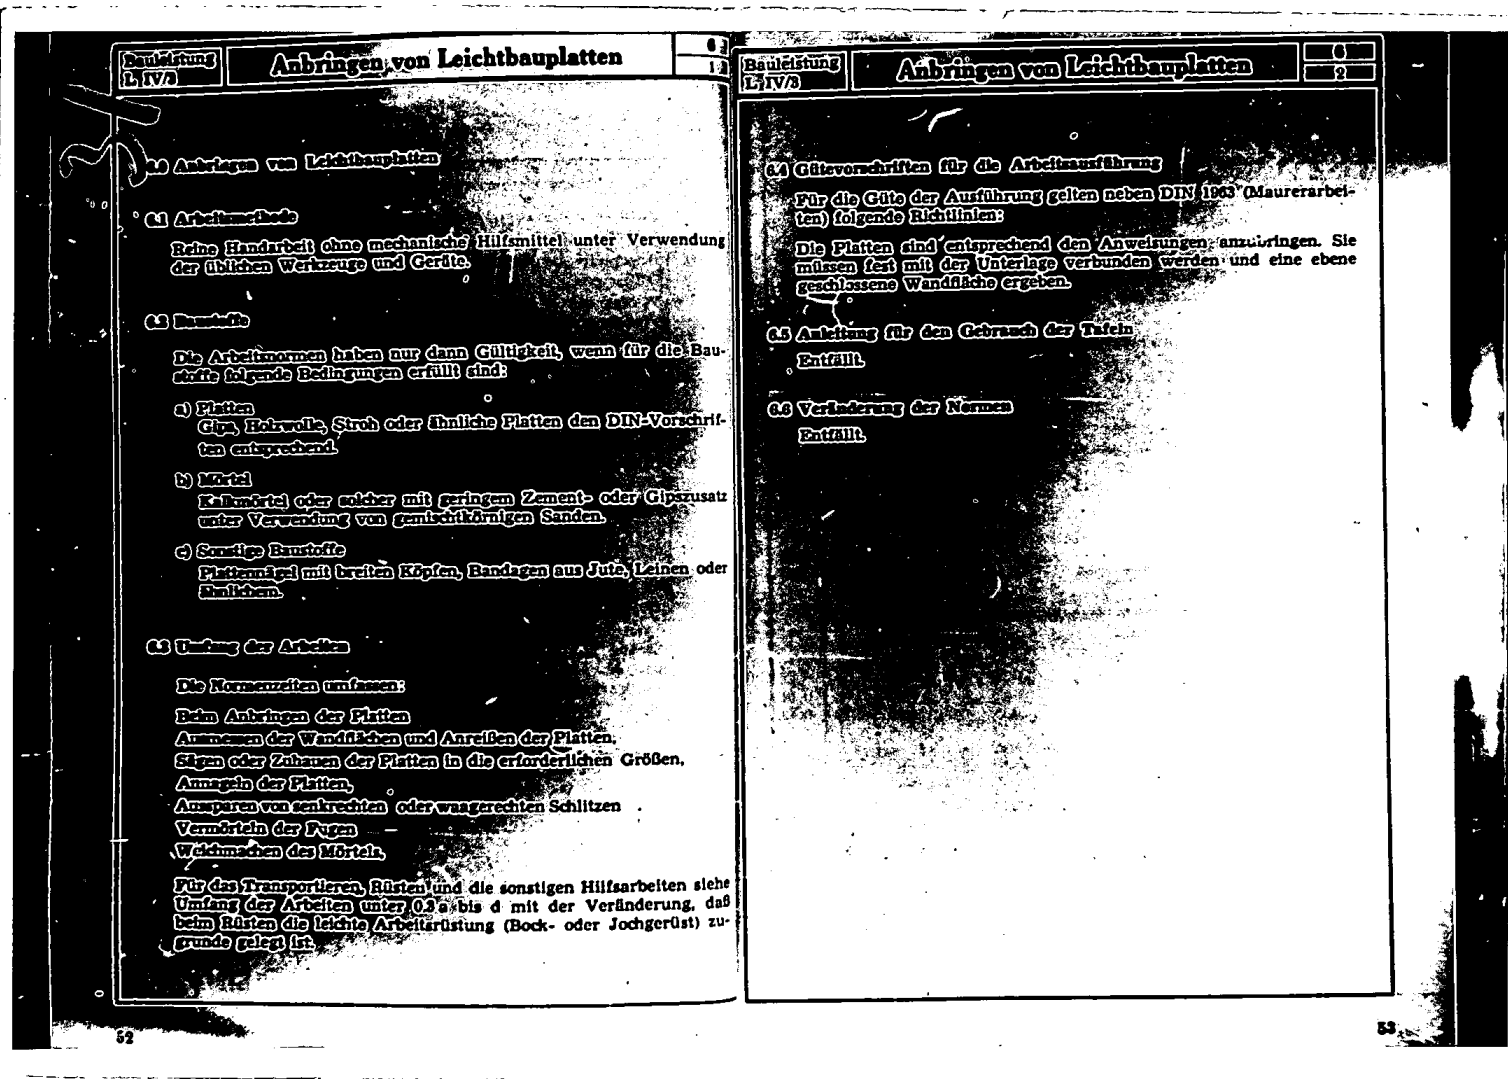 Bauleistung
L, IV/3
Anbringen von Leichtbauplatten
6
1
6.0 Anbringen von Leichtbauplatten
6.1 Arbeitsmethode
Reine Handarbeit ohne mechanische Hilfsmittel unter Verwendung
der üblichen Werkzeuge und Geräte.
6.2 Baustoffe
Die Arbeitsnormen haben nur dann Gültigkeit, wenn für die Bau-
stoffe folgende Bedingungen erfüllt sind:
a) Platten
Gips, Holzwolle, Stroh oder ähnliche Platten den DIN-Vorschrif-
ten entsprechend.
b) Mörtel
Kalkmörtel oder solcher mit geringem Zement- oder Gipszusatz
unter Verwendung von gemischtkörnigen Sanden.
c) Sonstige Baustoffe
Plattennägel mit breiten Köpfen, Bandagen aus Jute, Leinen oder
Ähnlichem.
6.3 Umfang der Arbeiten
Die Normenzeiten umfassen:
Beim Anbringen der Platten
Ausmessen der Wandflächen und Anreißen der Platten,
Sägen oder Zuhauen der Platten in die erforderlichen Größen,
Annageln der Platten,
Aussparen von senkrechten oder waagerechten Schlitzen
Vermörteln der Fugen
Weichmachen des Mörtels.
Für das Transportieren, Rüsten und die sonstigen Hilfsarbeiten siehe
Umfang der Arbeiten unter 0.3 a bis d mit der Veränderung, daß
beim Rüsten die leichte Arbeitsrüstung (Bock- oder Jochgerüst) zu-
grunde gelegt ist.
52
Bauleistung
L, IV/3
Anbringen von Leichtbauplatten
6
2
6.4 Gütevorschriften für die Arbeitsausführung
Für die Güte der Ausführung gelten neben DIN 1963 (Maurerarbei-
ten) folgende Richtlinien:
Die Platten sind entsprechend den Anweisungen anzubringen. Sie
müssen fest mit der Unterlage verbunden werden und eine ebene
geschlossene Wandfläche ergeben.
6.5 Anleitung für den Gebrauch der Tafeln
Entfällt.
6.6 Veränderung der Normen
Entfällt.
53